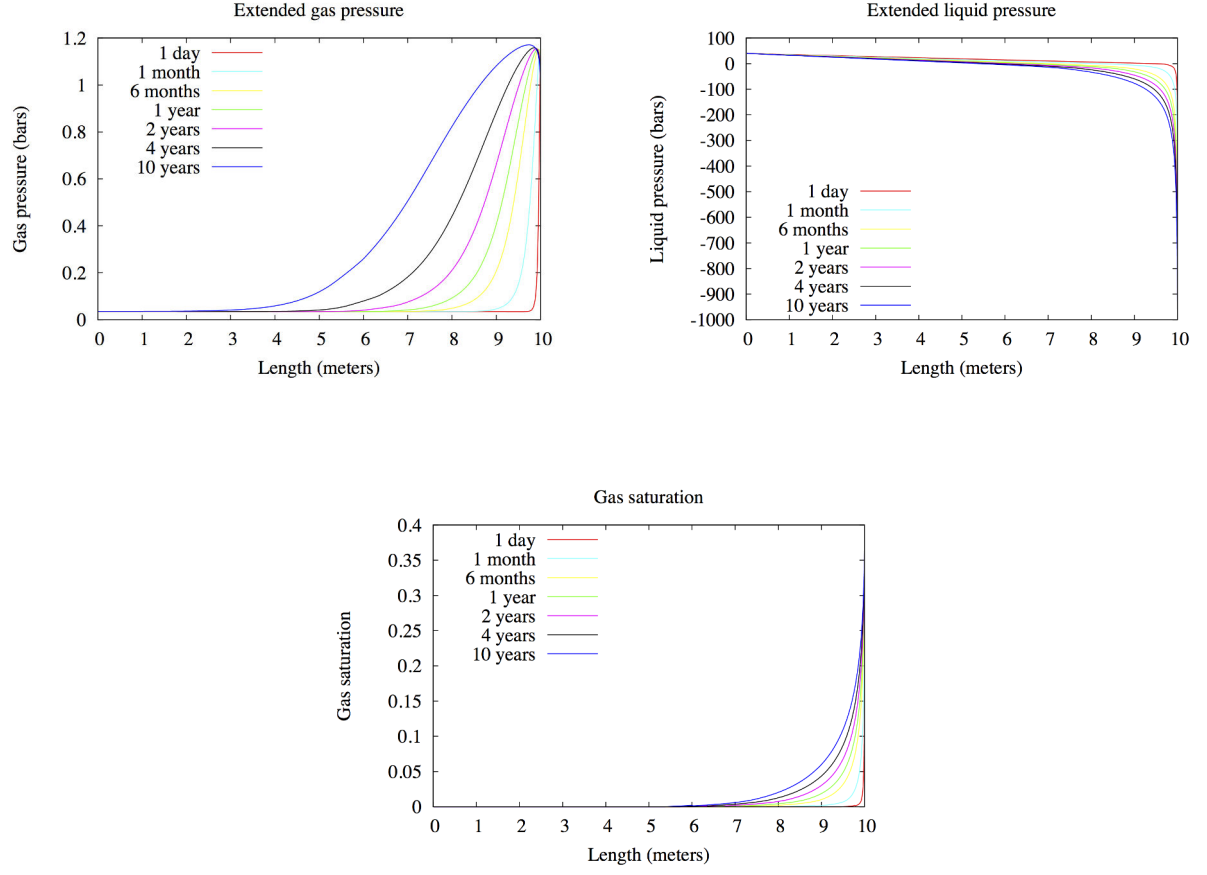 Extended gas pressure
1.2
1
0.8
0.6
0.4
0.2
0
Gas pressure (bars)
1 day
1 month
6 months
1 year
2 years
4 years
10 years
0 1 2 3 4 5 6 7 8 9 10
Length (meters)
Extended liquid pressure
100
0
-100
-200
-300
-400
-500
-600
-700
-800
-900
-1000
Liquid pressure (bars)
1 day
1 month
6 months
1 year
2 years
4 years
10 years
0 1 2 3 4 5 6 7 8 9 10
Length (meters)
Gas saturation
0.4
0.35
0.3
0.25
0.2
0.15
0.1
0.05
0
Gas saturation
1 day
1 month
6 months
1 year
2 years
4 years
10 years
0 1 2 3 4 5 6 7 8 9 10
Length (meters)